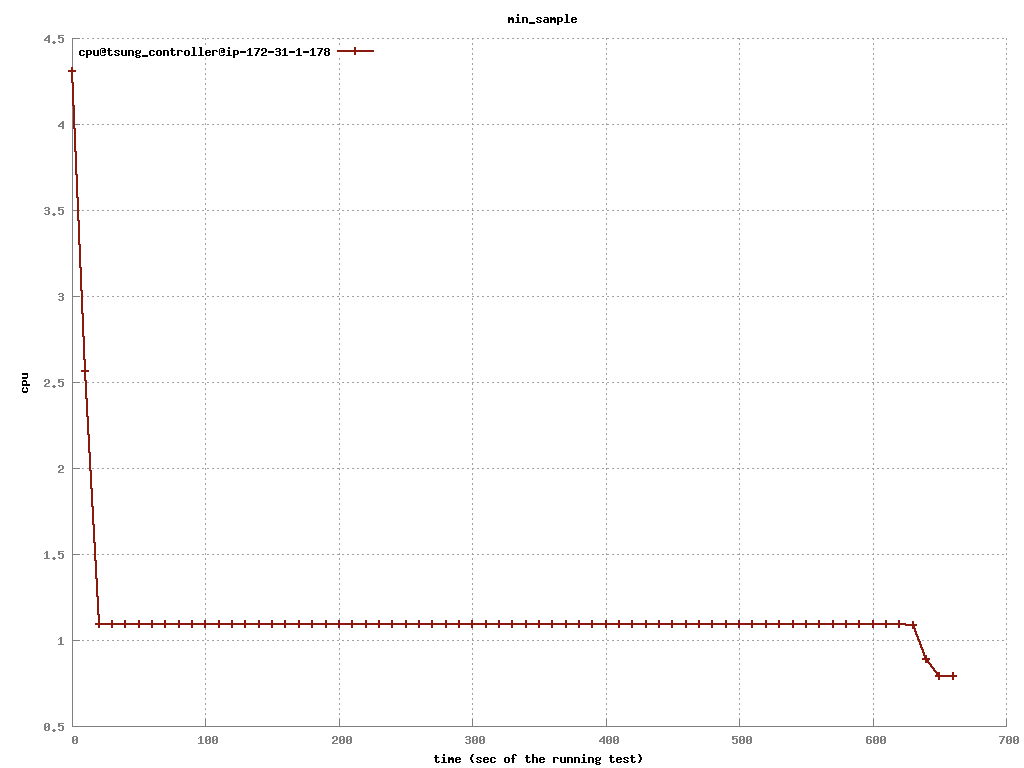 min_sample
cpu@tsung_controller@ip-172-31-1-178
4.5
4
3.5
3
2.5
2
1.5
1
0.5
cpu
0 100 200 300 400 500 600 700
time (sec of the running test)